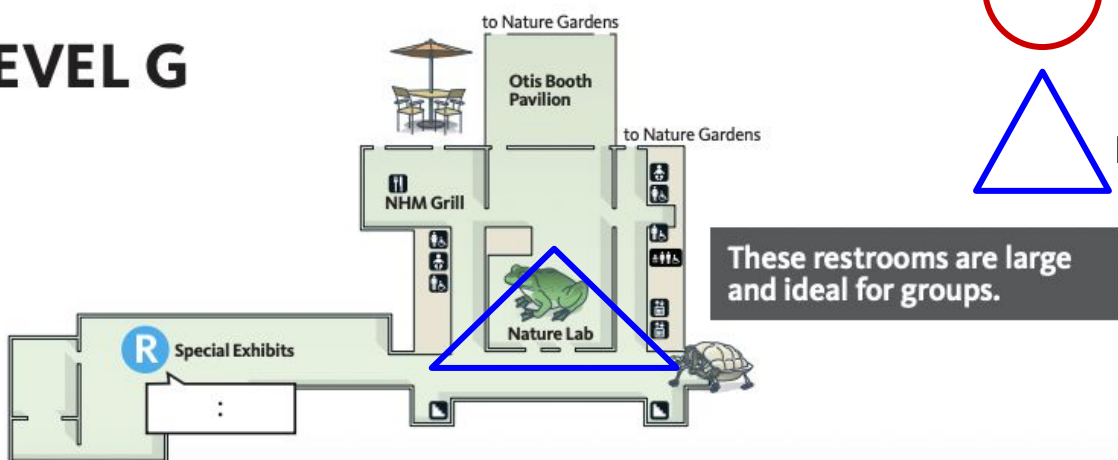 to Nature Gardens
EVEL G
Otis Booth
Pavilion
to Nature Gardens
NHM Grill
These restrooms are large
and ideal for groups.
Nature Lab
R Special Exhibits
: